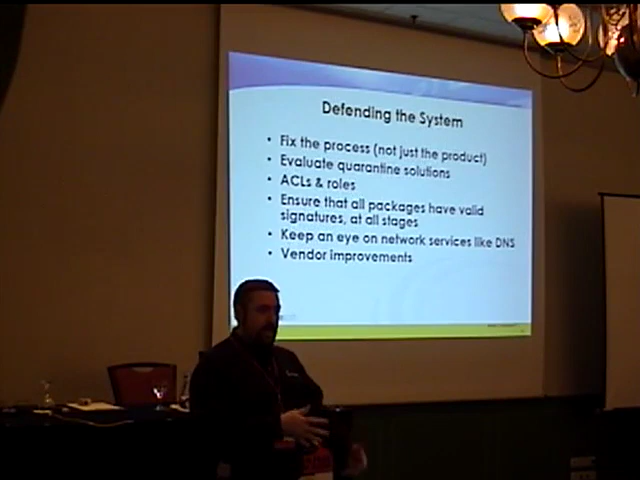 Defending the System
• Fix the process (not just the product)
• Evaluate quarantine solutions
• ACLs & roles
• Ensure that all packages have valid
signatures, at all stages
• Keep an eye on network services like DNS
• Vendor improvements